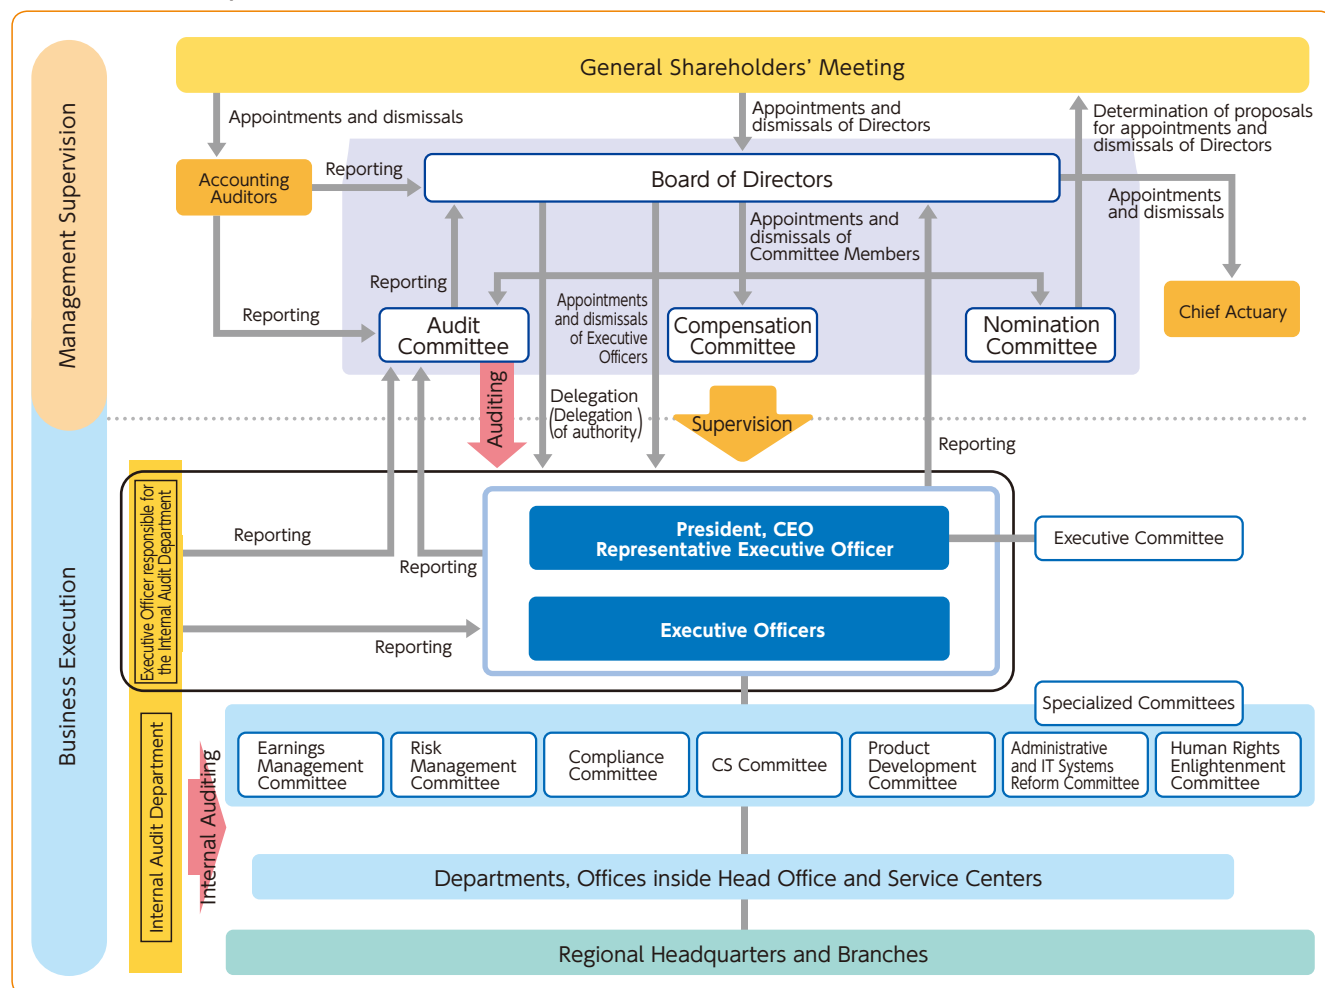 General Shareholders' Meeting
Management Supervision
Appointments and dismissals
Appointments and
dismissals of Directors
Determination of proposals
for appointments and
dismissals of Directors
Accounting
Auditors
Reporting
Board of Directors
Appointments
and dismissals
Appointments and
dismissals of
Committee Members
Reporting
Reporting
Appointments
and dismissals
of Executive
Officers
Audit
Committee
Compensation
Committee
Nomination
Committee
Chief Actuary
Auditing
Delegation
(Delegation
of authority)
Supervision
Reporting
Business Execution
Executive Officer responsible for
the Internal Audit Department
Reporting
Reporting
Reporting
President, CEO
Representative Executive Officer
Executive Committee
Executive Officers
Specialized Committees
Internal Audit Department
Internal Auditing
Earnings
Management
Committee
Risk
Management
Committee
Compliance
Committee
CS Committee
Product
Development
Committee
Administrative
and IT Systems
Reform Committee
Human Rights
Enlightenment
Committee
Departments, Offices inside Head Office and Service Centers
Regional Headquarters and Branches